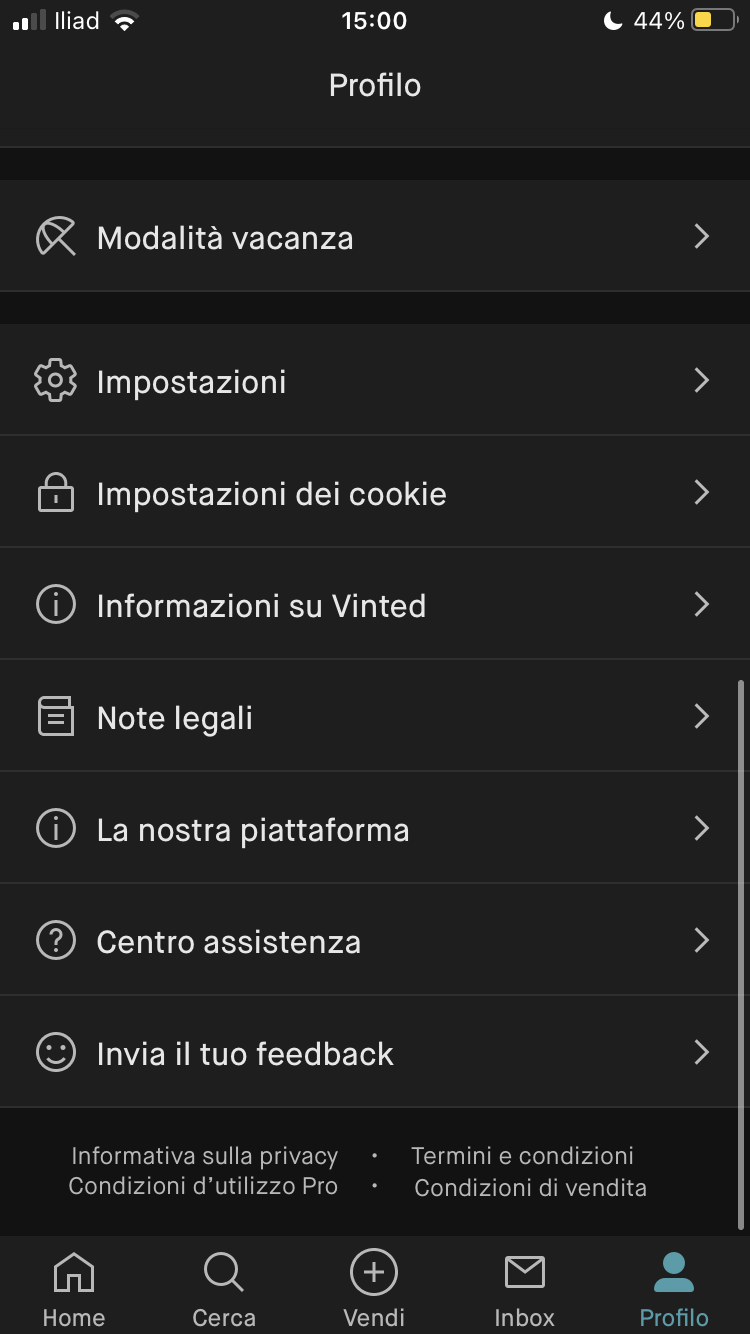 Iliad 15:00 44%
Profilo
Modalità vacanza
Impostazioni
Impostazioni dei cookie
Informazioni su Vinted
Note legali
La nostra piattaforma
Centro assistenza
Invia il tuo feedback
Informativa sulla privacy • Termini e condizioni
Condizioni d’utilizzo Pro • Condizioni di vendita
Home Cerca Vendi Inbox Profilo